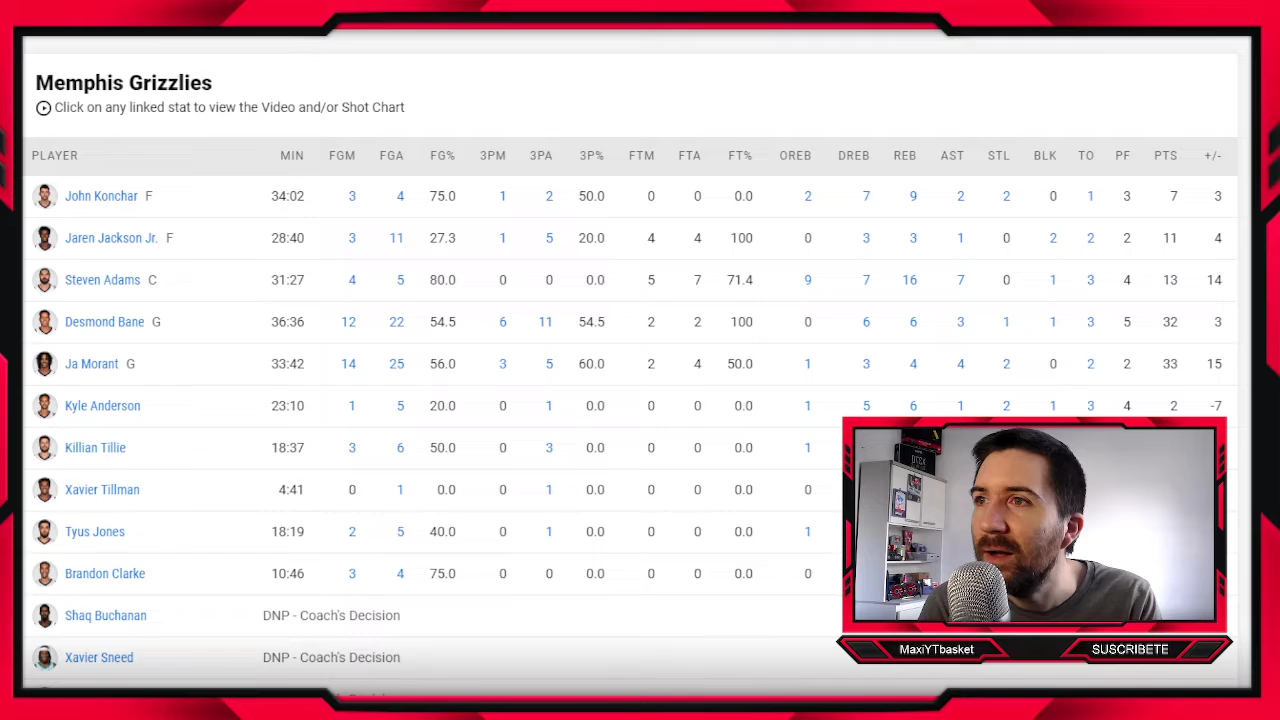 Memphis Grizzlies
Click on any linked stat to view the Video and/or Shot Chart
PLAYER MIN FGM FGA FG% 3PM 3PA 3P% FTM FTA FT% OREB DREB REB AST STL BLK TO PF PTS +/-
John Konchar F 34:02 3 4 75.0 1 2 50.0 0 0 0.0 2 7 9 2 2 0 1 3 7 3
Jaren Jackson Jr. F 28:40 3 11 27.3 1 5 20.0 4 4 100 0 3 3 1 0 2 2 2 11 4
Steven Adams C 31:27 4 5 80.0 0 0 0.0 5 7 71.4 9 7 16 7 0 1 3 4 13 14
Desmond Bane G 36:36 12 22 54.5 6 11 54.5 2 2 100 0 6 6 3 1 1 3 5 32 3
Ja Morant G 33:42 14 25 56.0 3 5 60.0 2 4 50.0 1 3 4 4 2 0 2 2 33 15
Kyle Anderson 23:10 1 5 20.0 0 1 0.0 0 0 0.0 1 5 6 1 2 1 3 4 2 -7
Killian Tillie 18:37 3 6 50.0 0 3 0.0 0 0 0.0 1
Xavier Tillman 4:41 0 1 0.0 0 1 0.0 0 0 0.0 0
Tyus Jones 18:19 2 5 40.0 0 1 0.0 0 0 0.0 1
Brandon Clarke 10:46 3 4 75.0 0 0 0.0 0 0 0.0 0
Shaq Buchanan DNP - Coach's Decision
Xavier Sneed DNP - Coach's Decision
MaxiYTbasket
SUSCRIBETE